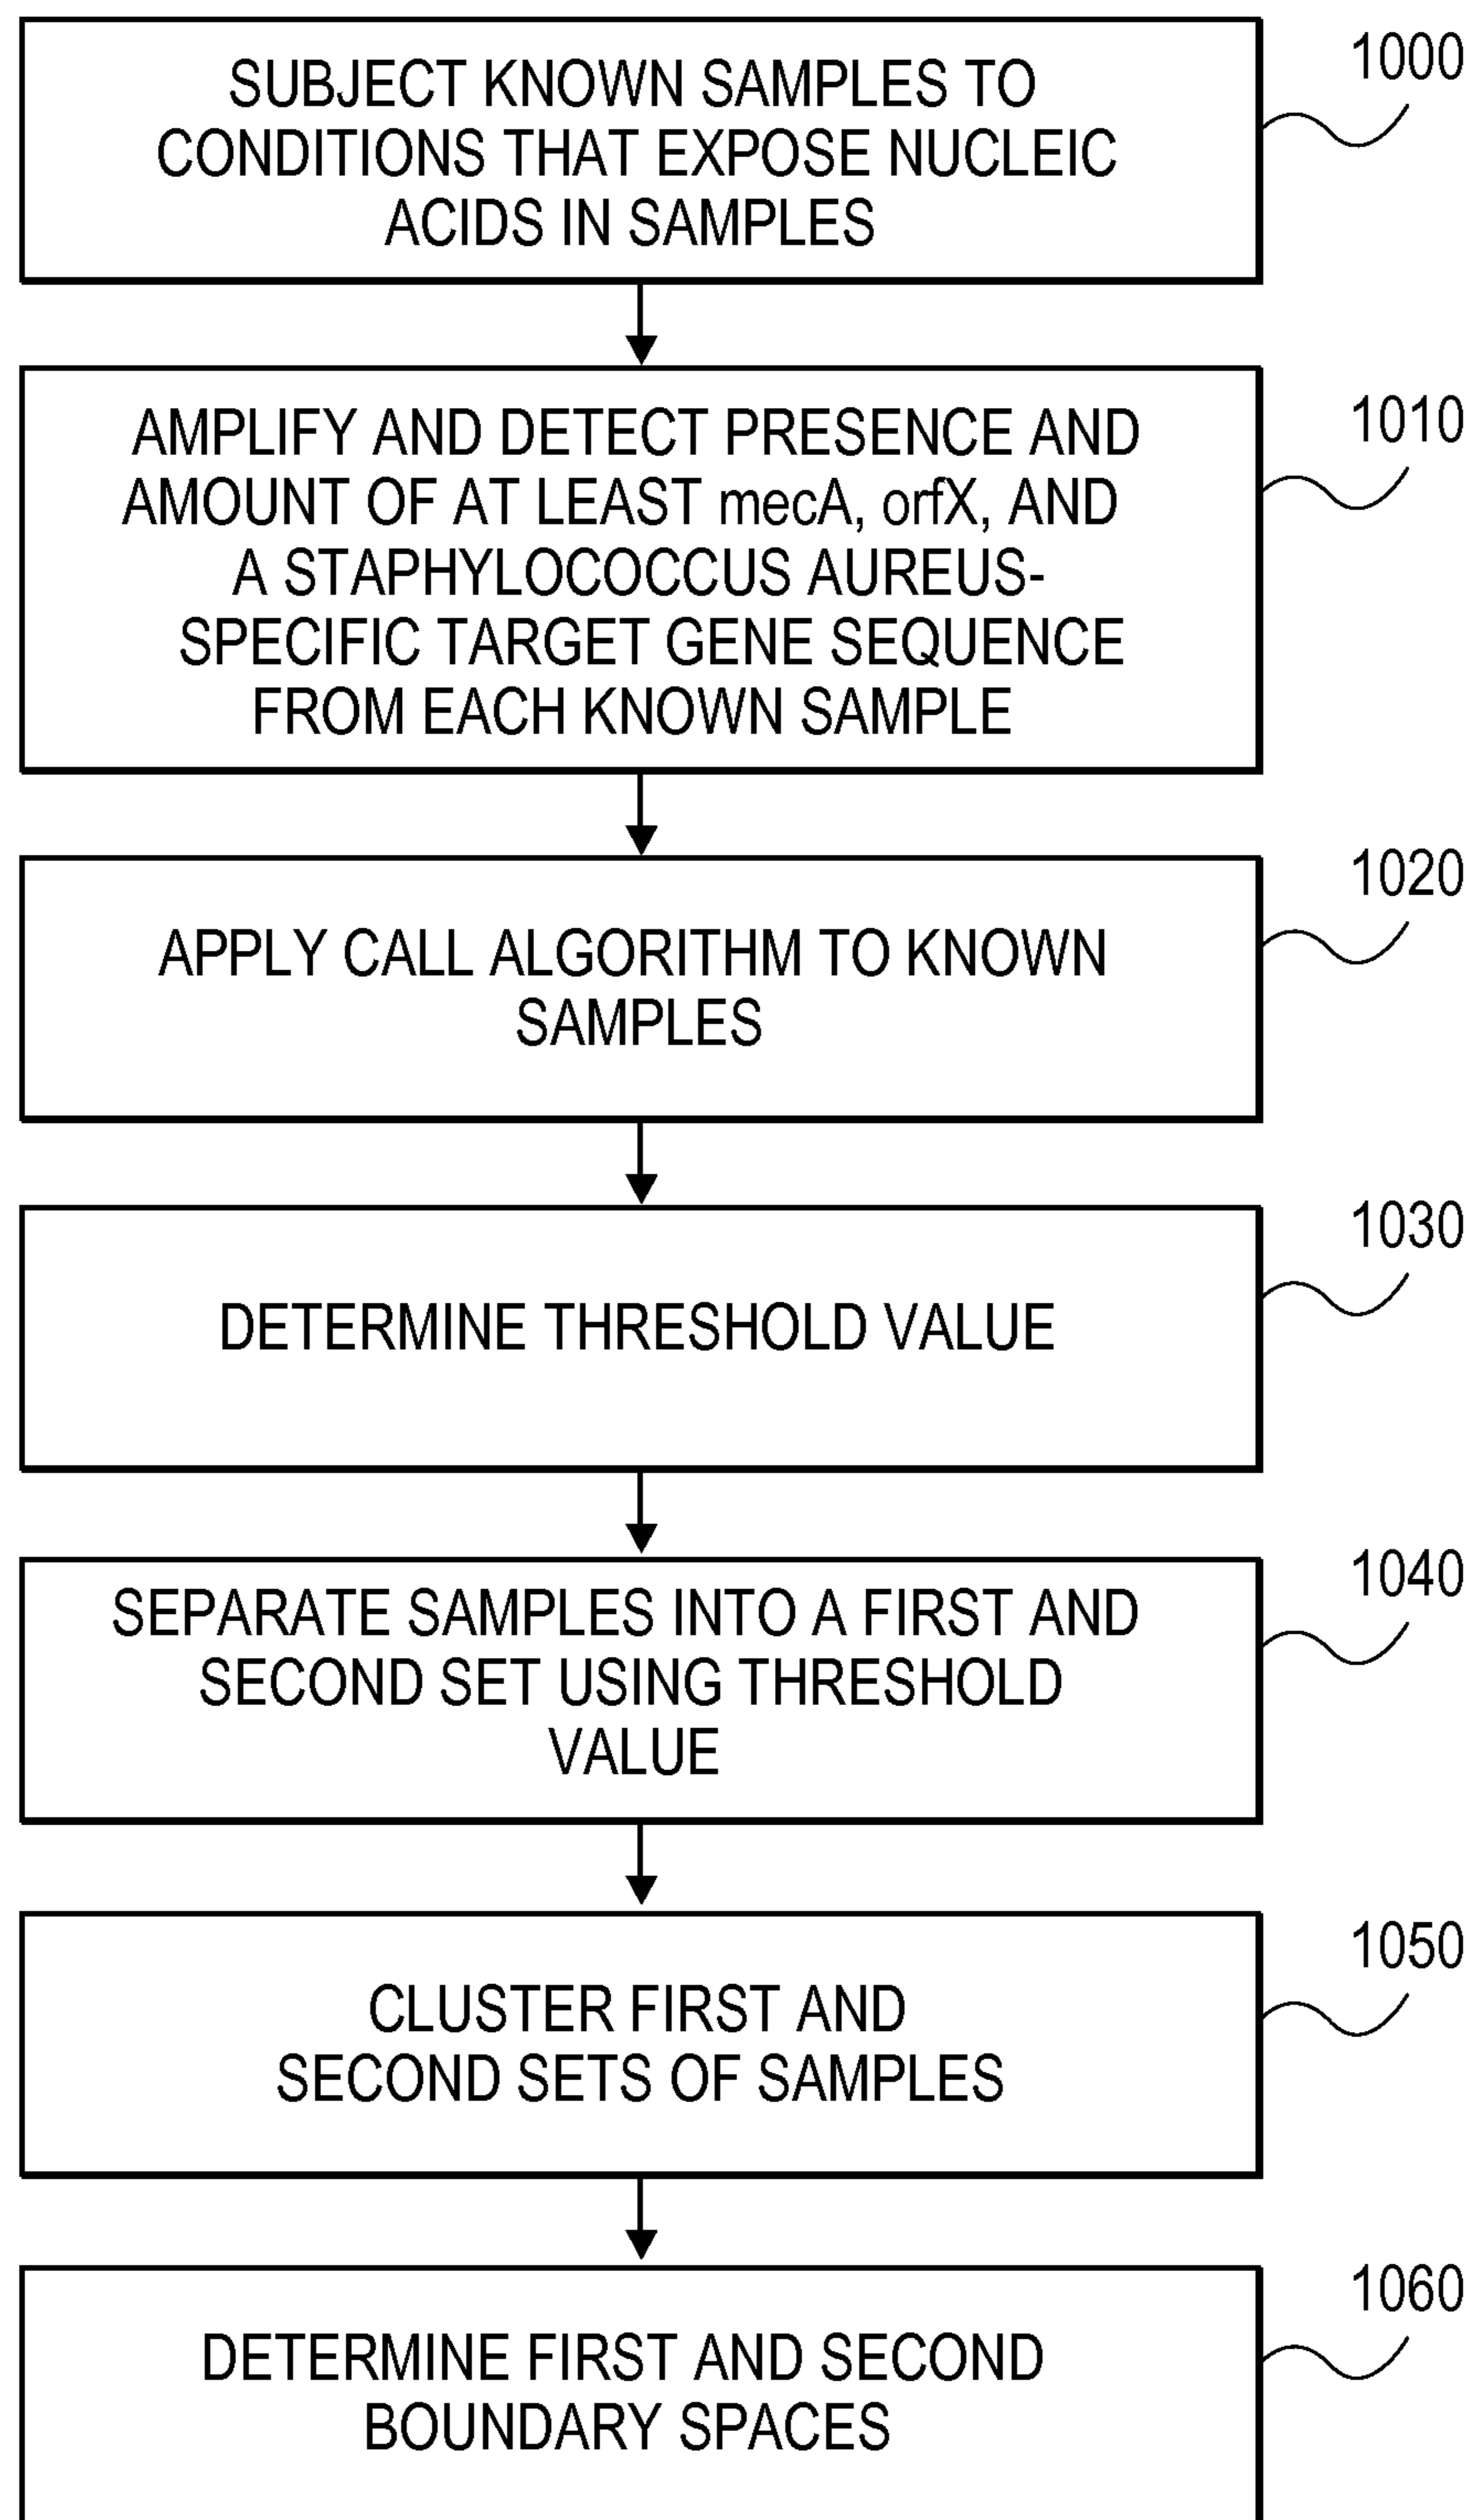 1000
SUBJECT KNOWN SAMPLES TO
CONDITIONS THAT EXPOSE NUCLEIC
ACIDS IN SAMPLES
1010
AMPLIFY AND DETECT PRESENCE AND
AMOUNT OF AT LEAST mecA, orfX, AND
A STAPHYLOCOCCUS AUREUS-
SPECIFIC TARGET GENE SEQUENCE
FROM EACH KNOWN SAMPLE
1020
APPLY CALL ALGORITHM TO KNOWN
SAMPLES
1030
DETERMINE THRESHOLD VALUE
1040
SEPARATE SAMPLES INTO A FIRST AND
SECOND SET USING THRESHOLD
VALUE
1050
CLUSTER FIRST AND
SECOND SETS OF SAMPLES
1060
DETERMINE FIRST AND SECOND
BOUNDARY SPACES